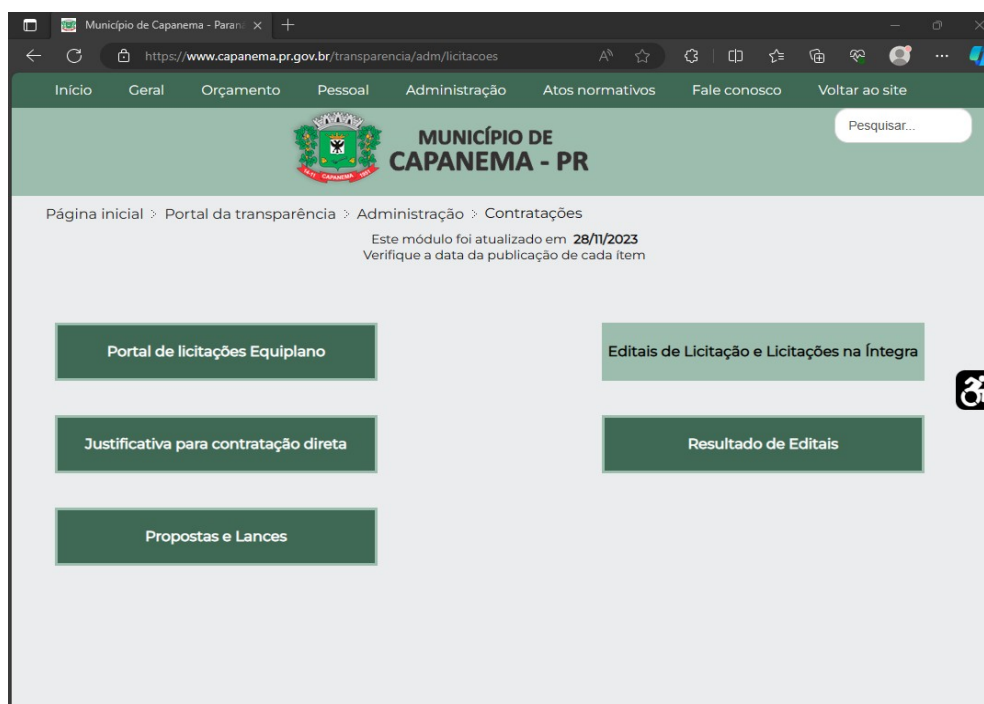 Município de Capanema - Paran
https://www.capanema.pr.gov.br/transparencia/adm/licitacoes
Início Geral Orçamento Pessoal Administração Atos normativos Fale conosco Voltar ao site
Pesquisar...
MUNICÍPIO DE
CAPANEMA - PR
CAPANEMA
Página inicial > Portal da transparência > Administração > Contratações
Este módulo foi atualizado em 28/11/2023
Verifique a data da publicação de cada ítem
Portal de licitações Equiplano
Editais de Licitação e Licitações na Íntegra
Justificativa para contratação direta
Resultado de Editais
Propostas e Lances